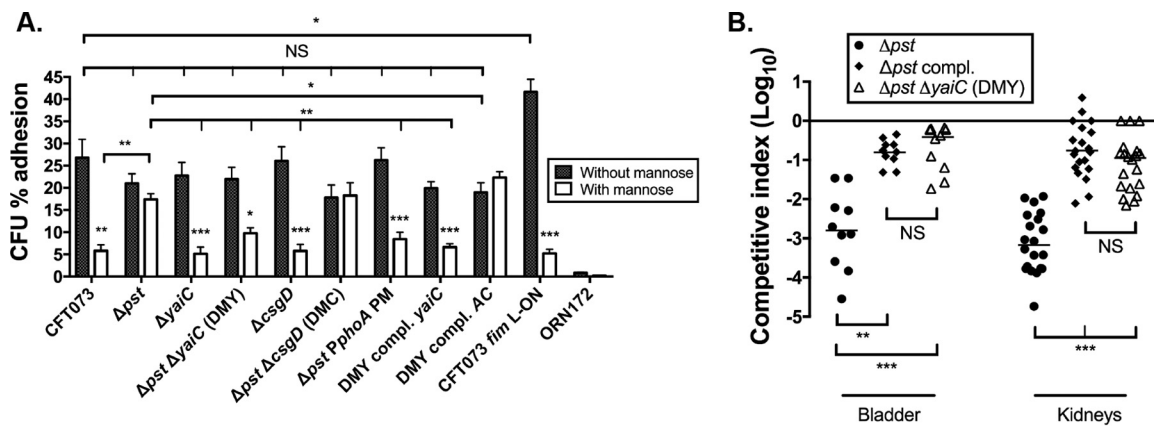 A.
*
NS
*
**
**
CFU % adhesion
45
40
35
30
25
20
15
10
5
0
**
***
*
***
***
***
***
Without mannose
With mannose
CFT073
Δpst
ΔyaiC
Δpst ΔyaiC (DMY)
ΔcsgD
Δpst ΔcsgD (DMC)
Δpst PphoA PM
DMY compl. yaiC
DMY compl. AC
CFT073 fim L-ON
ORN172
B.
Δpst
Δpst compl.
Δpst ΔyaiC (DMY)
Competitive index (Log10)
1
0
-1
-2
-3
-4
-5
NS
NS
**
***
***
Bladder
Kidneys